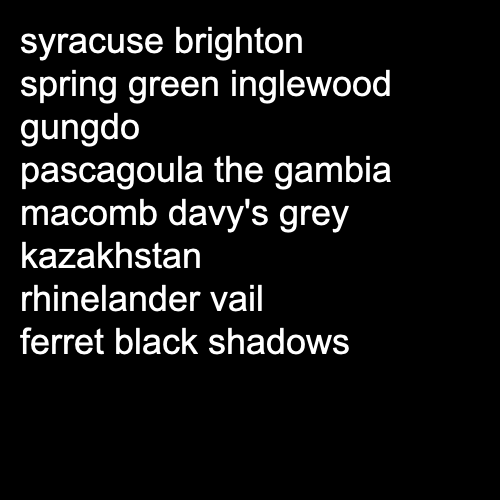 syracuse brighton
spring green inglewood
gungdo
pascagoula the gambia
macomb davy's grey
kazakhstan
rhinelander vail
ferret black shadows